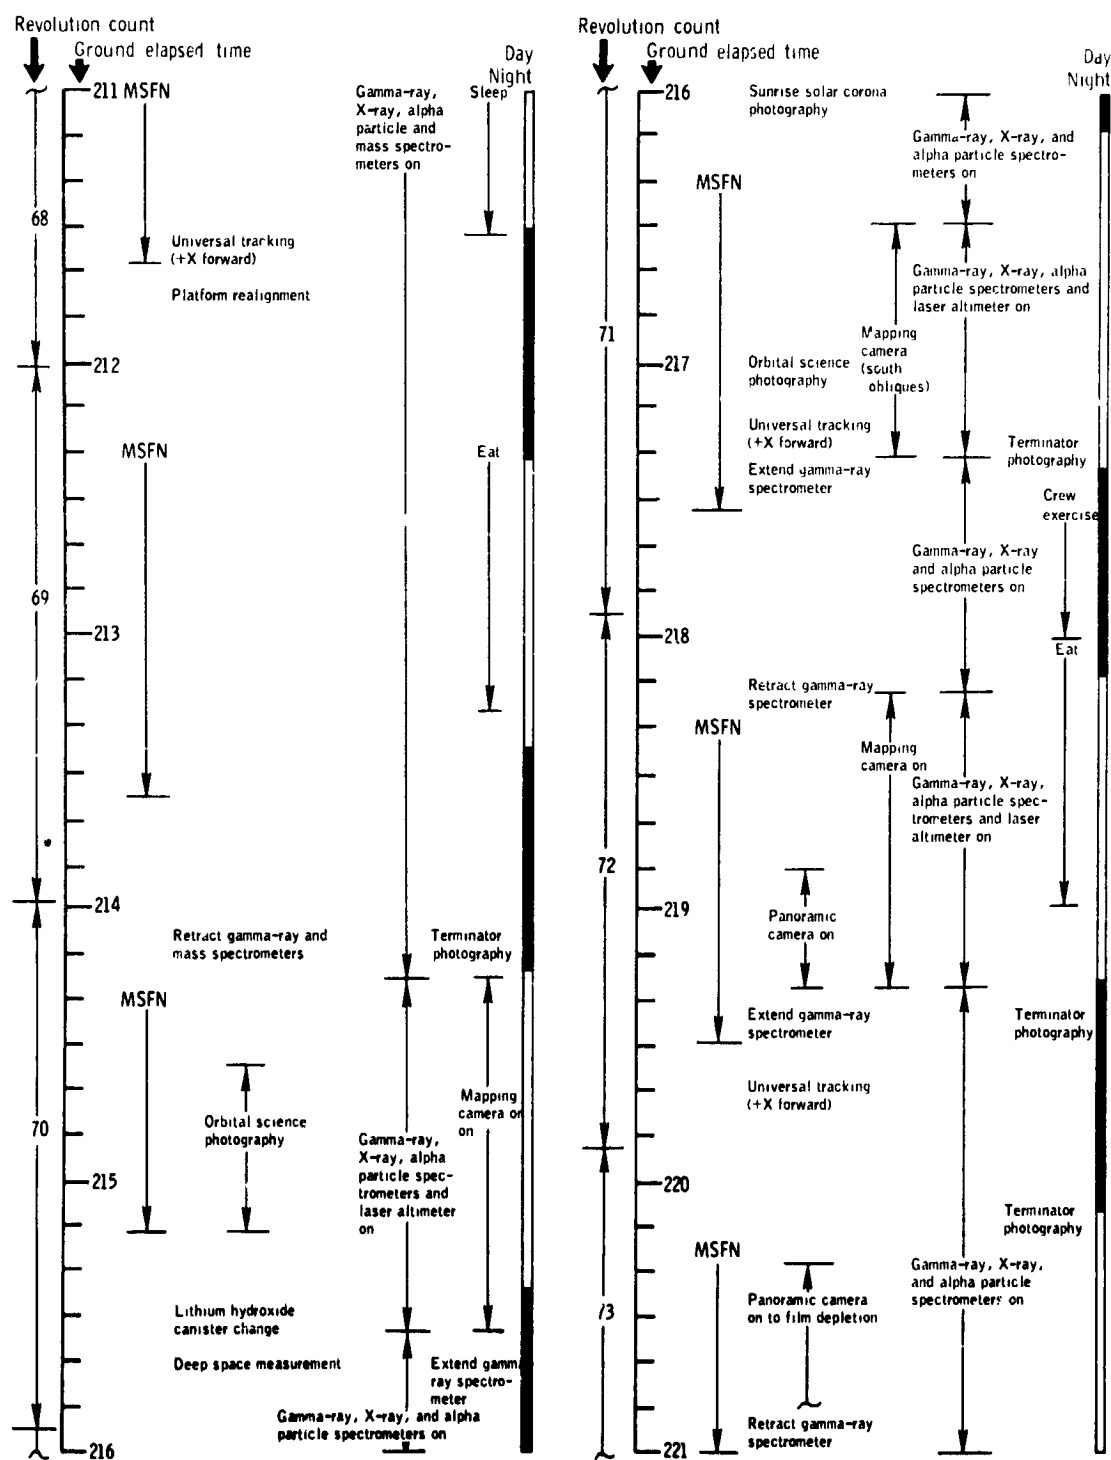 Revolution count
Ground elapsed time
Day
Night
211 MSFN
Gamma-ray,
X-ray, alpha
particle and
mass spectro-
meters on
Sleep
68
Universal tracking
(+X forward)
Platform realignment
212
MSFN
Eat
69
213
214
Retract gamma-ray and
mass spectrometers
Terminator
photography
MSFN
Orbital science
photography
Mapping
camera on
on
70
Gamma-ray,
X-ray, alpha
particle spec-
trometers and
laser altimeter
on
215
Lithium hydroxide
canister change
Deep space measurement
Extend gamma
ray spectro-
meter
Gamma-ray, X-ray, and alpha
particle spectrometers on
216
Revolution count
Ground elapsed time
Day
Night
216
Sunrise solar corona
photography
Gamma-ray, X-ray, and
alpha particle spectro-
meters on
MSFN
Gamma-ray, X-ray, alpha
particle spectrometers and
laser altimeter on
71
Mapping
camera
(south
obliques)
217
Orbital science
photography
Universal tracking
(+X forward)
Terminator
photography
Extend gamma-ray
spectrometer
Crew
exercise
Gamma-ray, X-ray
and alpha particle
spectrometers on
218
Eat
Retract gamma-ray
spectrometer
MSFN
Mapping
camera on
Gamma-ray, X-ray,
alpha particle spec-
trometers and laser
altimeter on
72
219
Panoramic
camera on
Extend gamma-ray
spectrometer
Terminator
photography
Universal tracking
(+X forward)
220
Terminator
photography
MSFN
Gamma-ray, X-ray,
and alpha particle
spectrometers on
73
Panoramic camera
on to film depletion
Retract gamma-ray
spectrometer
221